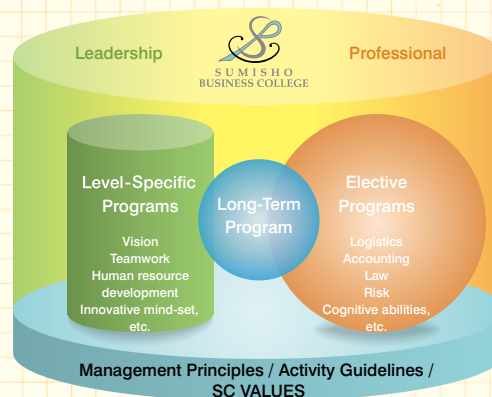 Leadership
Professional
SUMISHO
BUSINESS COLLEGE
Level-Specific
Programs
Vision
Teamwork
Human resource
development
Innovative mind-set,
etc.
Long-Term
Program
Elective
Programs
Logistics
Accounting
Law
Risk
Cognitive abilities,
etc.
Management Principles / Activity Guidelines /
SC VALUES